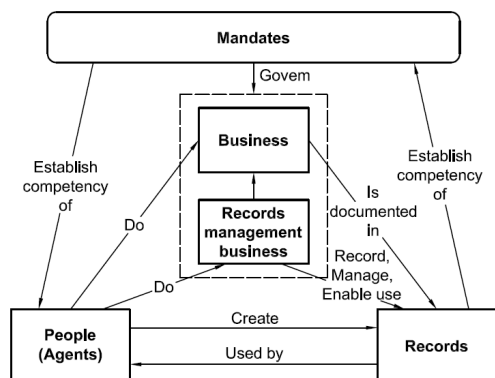 Mandates
Govem
Business
Establish
competency
of
Establish
competency
of
Is
documented
in
Do
Records
management
business
Record,
Manage,
Enable use
Do
People
(Agents)
Create
Used by
Records